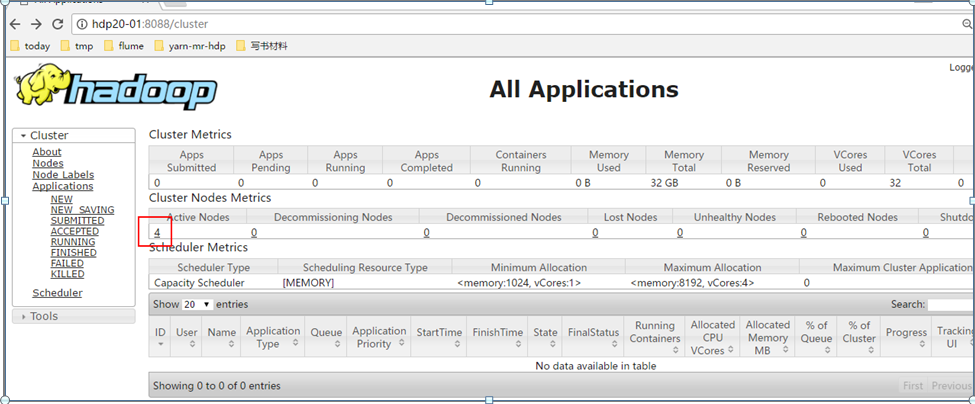 All Applications
hdp20-01:8088/cluster
today tmp flume yarn-mr-hdp 写书材料
hadoop
All Applications
Logge
Cluster
About
Nodes
Node Labels
Applications
NEW
NEW_SAVING
SUBMITTED
ACCEPTED
RUNNING
FINISHED
FAILED
KILLED
Scheduler
Tools
Cluster Metrics
Apps Submitted Apps Pending Apps Running Apps Completed Containers Running Memory Used Memory Total Memory Reserved VCores Used VCores Total
0 0 0 0 0 0 B 32 GB 0 B 0 32 0
Cluster Nodes Metrics
Active Nodes Decommissioning Nodes Decommissioned Nodes Lost Nodes Unhealthy Nodes Rebooted Nodes Shutdo
4 0 0 0 0 0 0
Scheduler Metrics
Scheduler Type Scheduling Resource Type Minimum Allocation Maximum Allocation Maximum Cluster Application
Capacity Scheduler [MEMORY] <memory:1024, vCores:1> <memory:8192, vCores:4> 0
Show 20 entries Search:
ID User Name Application Type Queue Application Priority StartTime FinishTime State FinalStatus Running Containers Allocated CPU VCores Allocated Memory MB % of Queue % of Cluster Progress Tracking UI
No data available in table
Showing 0 to 0 of 0 entries First Previous